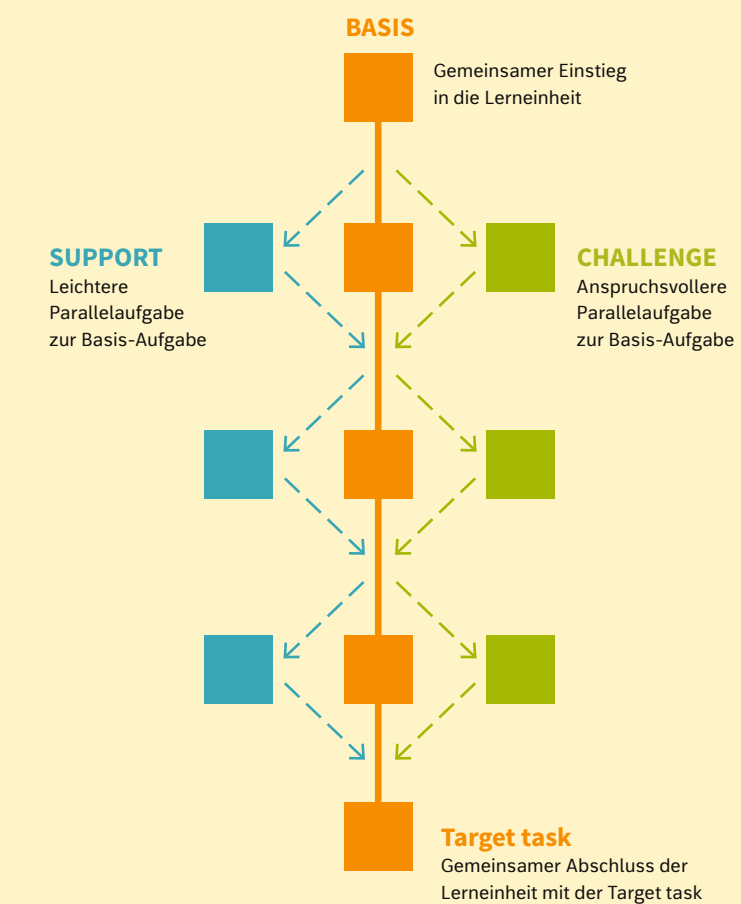 BASIS
Gemeinsamer Einstieg
in die Lerneinheit
SUPPORT
Leichtere
Parallelaufgabe
zur Basis-Aufgabe
CHALLENGE
Anspruchsvollere
Parallelaufgabe
zur Basis-Aufgabe
Target task
Gemeinsamer Abschluss der
Lerneinheit mit der Target task